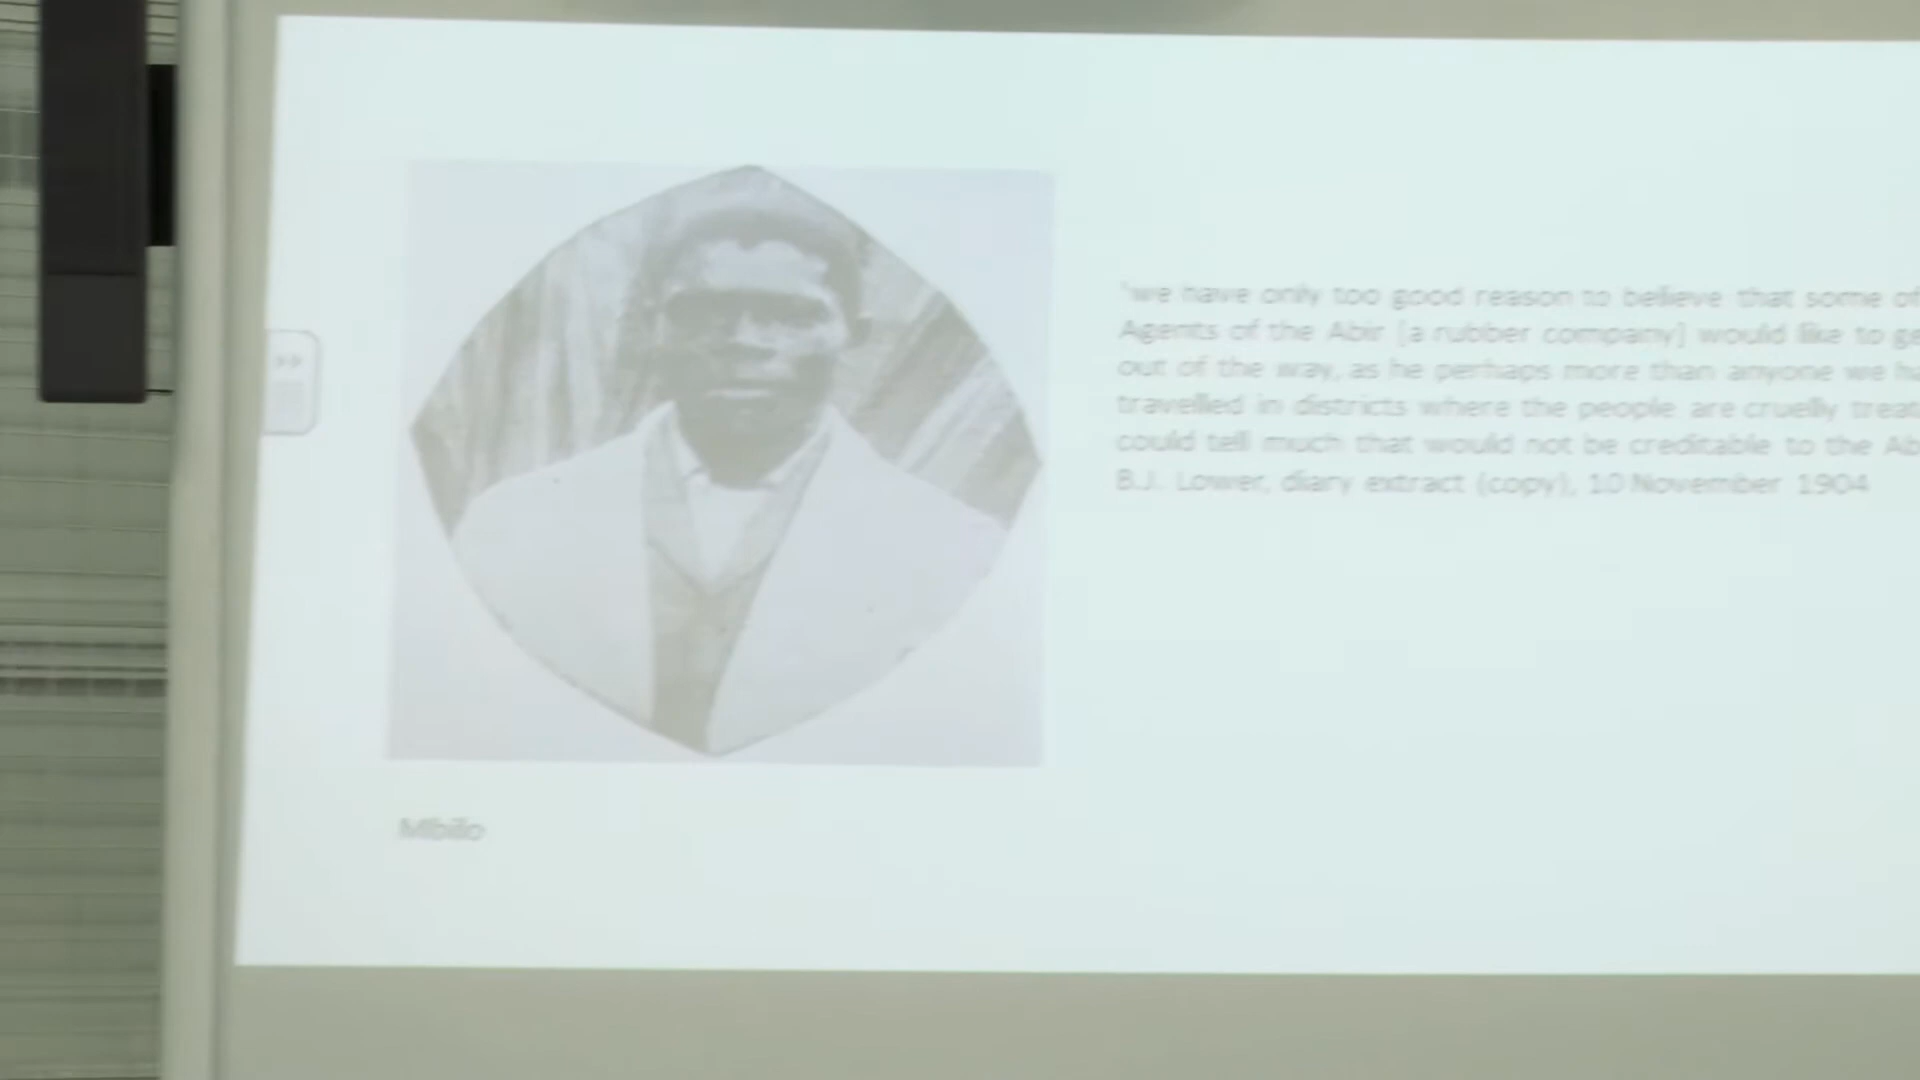 'we have only too good reason to believe that some of
Agents of the Abir [a rubber company] would like to ge
out of the way, as he perhaps more than anyone we ha
travelled in districts where the people are cruelly treat
could tell much that would not be creditable to the Ab
B.J. Lower, diary extract (copy), 10 November 1904
Mbilo